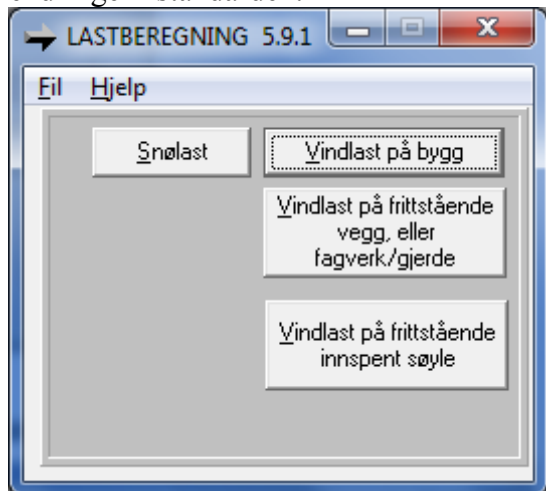 LASTBEREGNING 5.9.1
Fil Hjelp
Snølast
Vindlast på bygg
Vindlast på frittstående
vegg, eller
fagverk/gjerde
Vindlast på frittstående
innspent søyle